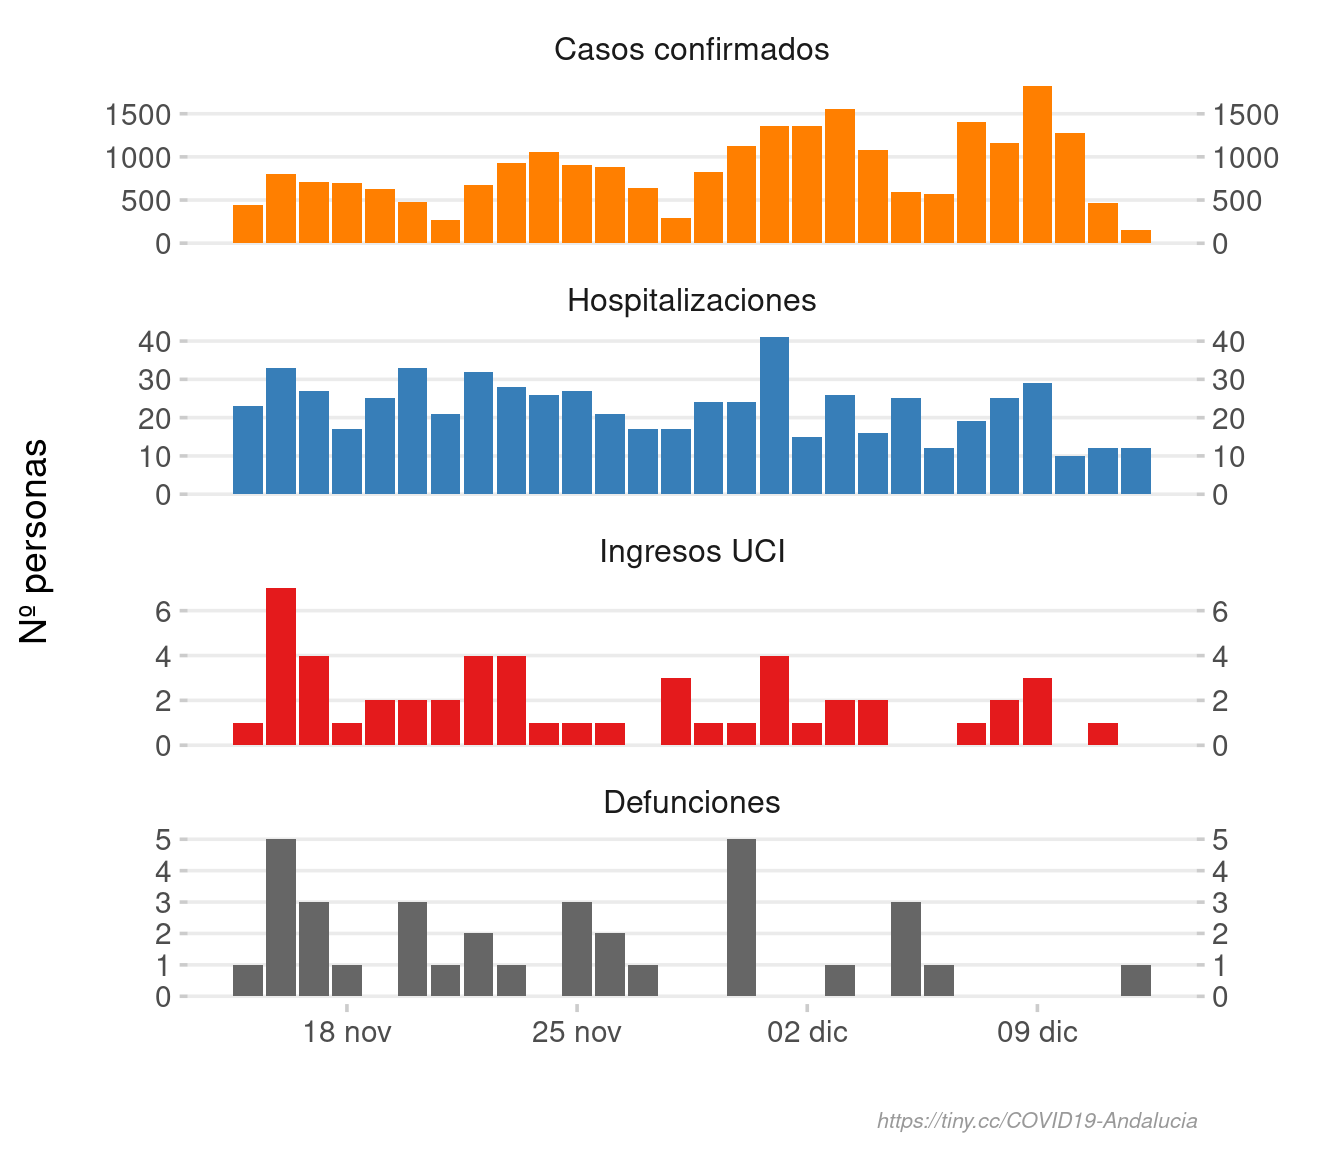 Casos confirmados
1500 1500
1000 1000
500 500
0 0
Hospitalizaciones
40 40
30 30
20 20
10 10
0 0
Nº personas
Ingresos UCI
6 6
4 4
2 2
0 0
Defunciones
5 5
4 4
3 3
2 2
1 1
0 0
18 nov 25 nov 02 dic 09 dic
https://tiny.cc/COVID19-Andalucia